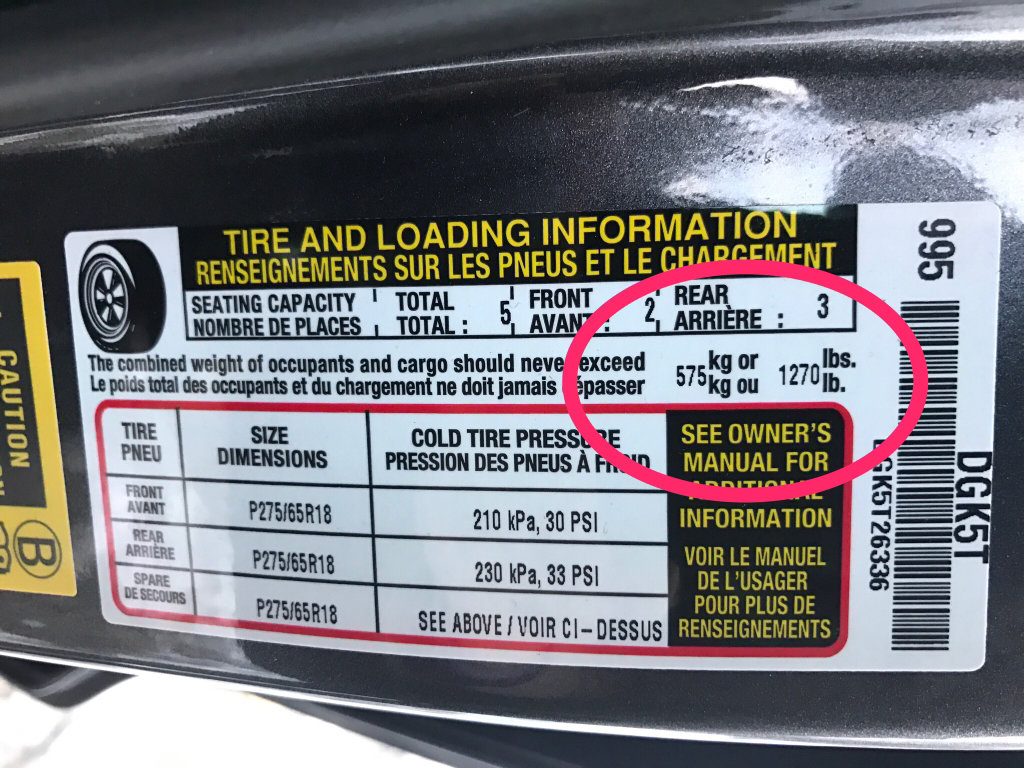 TIRE AND LOADING INFORMATION
RENSEIGNEMENTS SUR LES PNEUS ET LE CHARGEMENT
SEATING CAPACITY TOTAL 5 FRONT 2 REAR 3
NOMBRE DE PLACES TOTAL : AVANT : ARRIÈRE :
The combined weight of occupants and cargo should never exceed 575 kg or 1270 lbs.
Le poids total des occupants et du chargement ne doit jamais dépasser kg ou lb.
TIRE
PNEU
SIZE
DIMENSIONS
COLD TIRE PRESSURE
PRESSION DES PNEUS À FROID
FRONT
AVANT
P275/65R18
210 kPa, 30 PSI
REAR
ARRIÈRE
P275/65R18
230 kPa, 33 PSI
SPARE
DE SECOURS
P275/65R18
SEE ABOVE / VOIR CI – DESSUS
SEE OWNER'S
MANUAL FOR
ADDITIONAL
INFORMATION
VOIR LE MANUEL
DE L'USAGER
POUR PLUS DE
RENSEIGNEMENTS
995
DGK5T
DGK5T26336
CAUTION
B